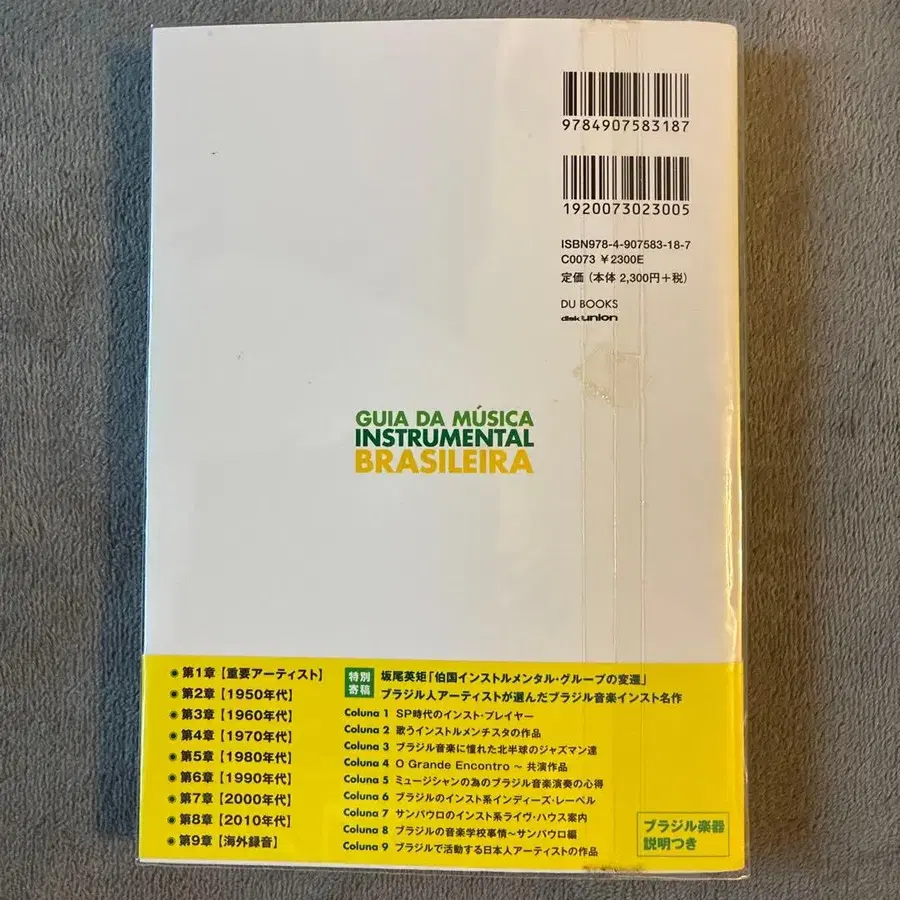 9784907583187
1920073023005
ISBN978-4-907583-18-7
C0073 ¥2300E
定価(本体 2,300円+税)
DU BOOKS
disk union
GUIA DA MÚSICA
INSTRUMENTAL
BRASILEIRA
◉ 第1章【重要アーティスト】
◉ 第2章【1950年代】
◉ 第3章【1960年代】
◉ 第4章【1970年代】
◉ 第5章【1980年代】
◉ 第6章【1990年代】
◉ 第7章【2000年代】
◉ 第8章【2010年代】
◉ 第9章【海外録音】
特別
寄稿
坂尾英矩「伯国インストルメンタル・グループの変遷」
ブラジル人アーティストが選んだブラジル音楽インスト名作
Coluna 1 SP時代のインスト・プレイヤー
Coluna 2 歌うインストルメンチスタの作品
Coluna 3 ブラジル音楽に憧れた北半球のジャズマン達
Coluna 4 O Grande Encontro ～ 共演作品
Coluna 5 ミュージシャンの為のブラジル音楽演奏の心得
Coluna 6 ブラジルのインスト系インディーズ・レーベル
Coluna 7 サンパウロのインスト系ライヴ・ハウス案内
Coluna 8 ブラジルの音楽学校事情～サンパウロ編
Coluna 9 ブラジルで活動する日本人アーティストの作品
ブラジル楽器
説明つき